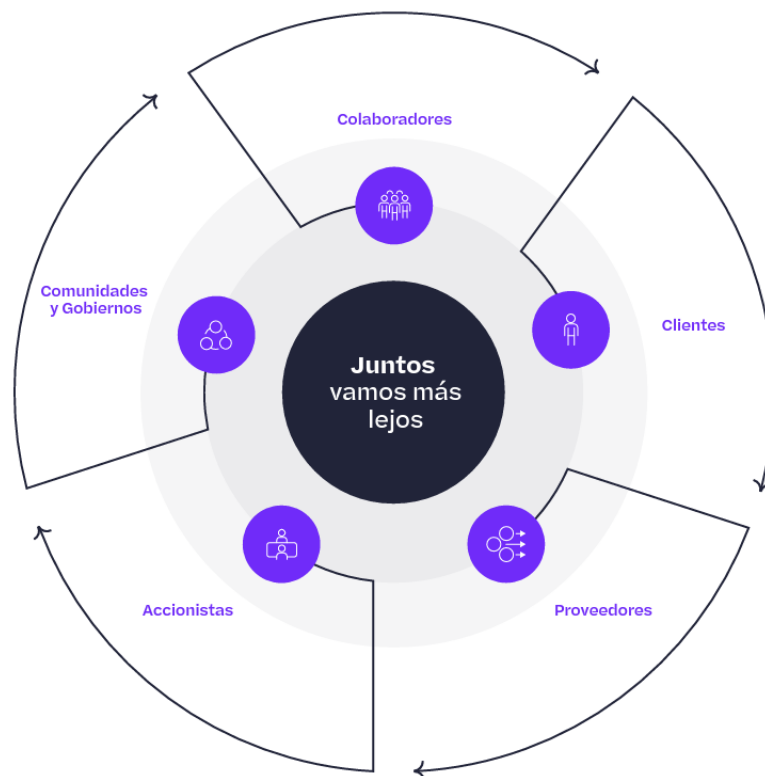 Colaboradores
Comunidades
y Gobiernos
Clientes
Juntos
vamos más
lejos
Accionistas
Proveedores